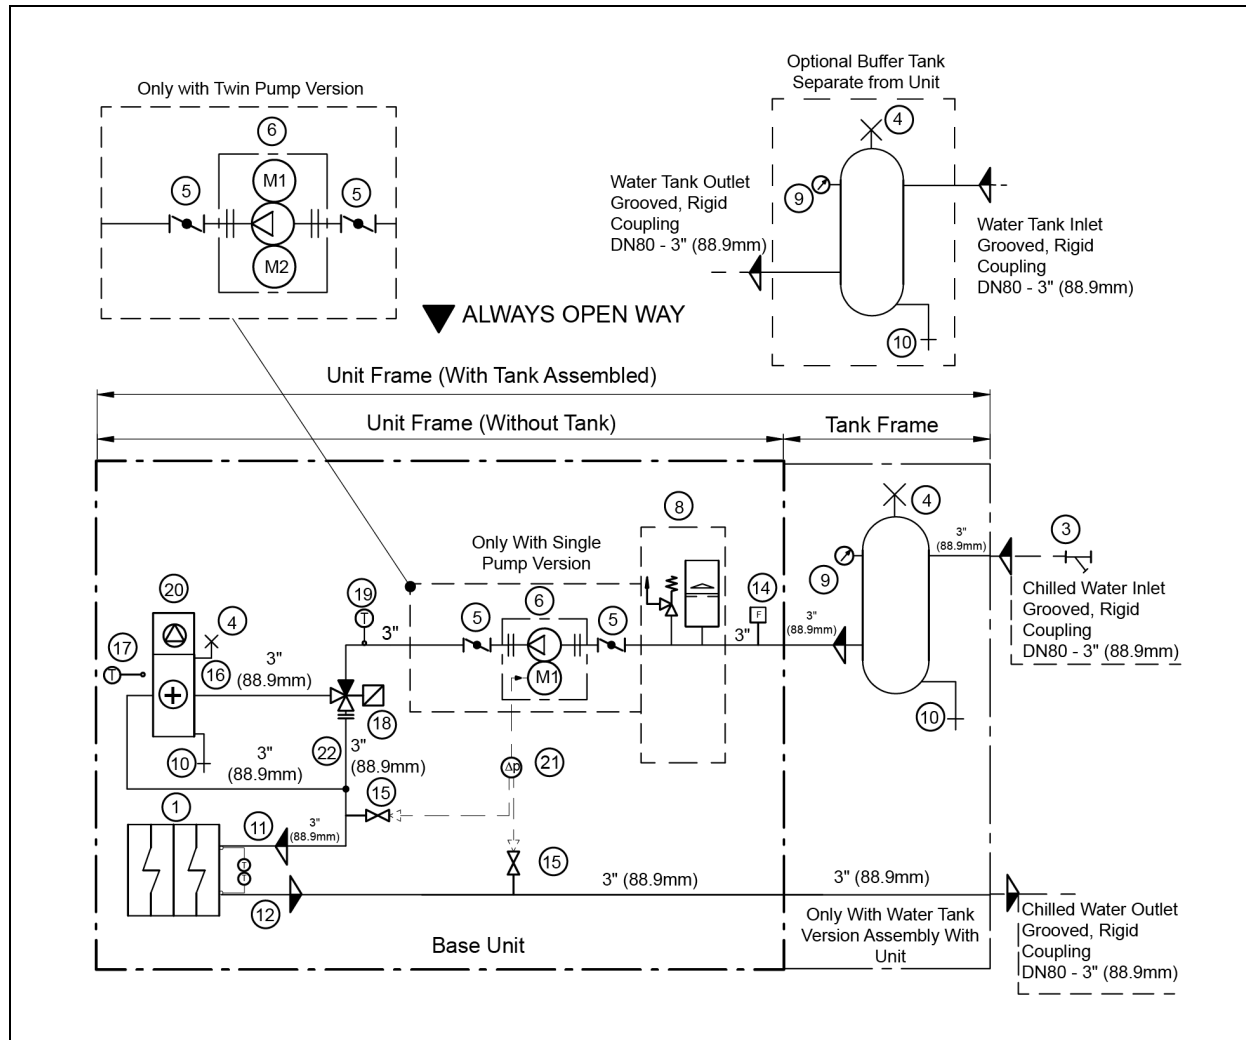 Only with Twin Pump Version
6
5
5
M1
M2
Optional Buffer Tank
Separate from Unit
4
9
10
Water Tank Outlet
Grooved, Rigid
Coupling
DN80 - 3" (88.9mm)
Water Tank Inlet
Grooved, Rigid
Coupling
DN80 - 3" (88.9mm)
ALWAYS OPEN WAY
Unit Frame (With Tank Assembled)
Unit Frame (Without Tank)
Tank Frame
Only With Single
Pump Version
8
4
9
10
3"
(88.9mm)
3
Chilled Water Inlet
Grooved, Rigid
Coupling
DN80 - 3" (88.9mm)
20
4
17
T
16
3"
(88.9mm)
19
T
3"
5
6
5
M1
14
F
3"
3"
(88.9mm)
18
22
3"
(88.9mm)
10
3"
(88.9mm)
Δp
21
15
1
11
3"
(88.9mm)
T
T
15
12
3" (88.9mm)
3" (88.9mm)
Base Unit
Only With Water Tank
Version Assembly With
Unit
Chilled Water Outlet
Grooved, Rigid
Coupling
DN80 - 3" (88.9mm)